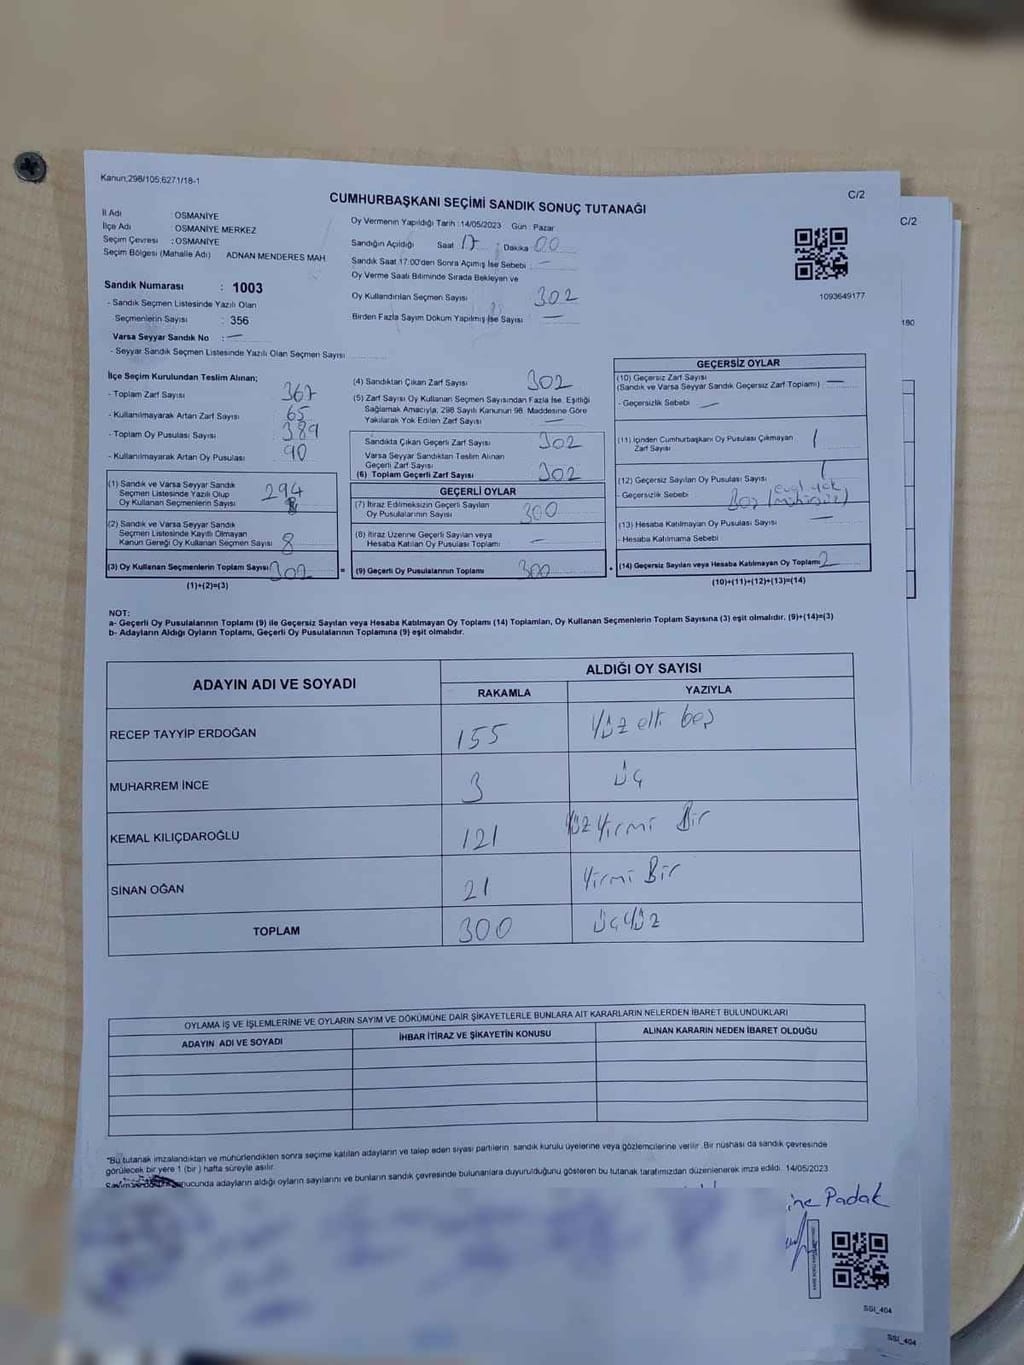 Kanun;298/105,6271/18-1
C/2
CUMHURBAŞKANI SEÇİMİ SANDIK SONUÇ TUTANAĞI
C/2
İl Adı OSMANİYE
İlçe Adı OSMANİYE MERKEZ
Seçim Çevresi : OSMANİYE
Seçim Bölgesi (Mahalle Adı) ADNAN MENDERES MAH.
Oy Vermenin Yapıldığı Tarih : 14/05/2023 Gün : Pazar
Sandığın Açıldığı Saat 17 : Dakika 00
Sandık Saat 17:00'den Sonra Açımış İse Sebebi : —
Oy Verme Saati Bitiminde Sırada Bekleyen ve
Oy Kullandırılan Seçmen Sayısı 302
Birden Fazla Sayım Döküm Yapılmış İse Sayısı —
1093649177
180
Sandık Numarası : 1003
- Sandık Seçmen Listesinde Yazılı Olan
Seçmenlerin Sayısı : 356
Varsa Seyyar Sandık No : —
- Seyyar Sandık Seçmen Listesinde Yazılı Olan Seçmen Sayısı
İlçe Seçim Kurulundan Teslim Alınan;
- Toplam Zarf Sayısı 367
- Kullanılmayarak Artan Zarf Sayısı 65
- Toplam Oy Pusulası Sayısı 389
- Kullanılmayarak Artan Oy Pusulası 90
(1) Sandık ve Varsa Seyyar Sandık
Seçmen Listesinde Yazılı Olup
Oy Kullanan Seçmenlerin Sayısı 294
(2) Sandık ve Varsa Seyyar Sandık
Seçmen Listesinde Kayıtlı Olmayan
Kanun Gereği Oy Kullanan Seçmen Sayısı 8
(3) Oy Kullanan Seçmenlerin Toplam Sayısı 302
(1)+(2)=(3)
(4) Sandıktan Çıkan Zarf Sayısı 302
(5) Zarf Sayısı Oy Kullanan Seçmen Sayısından Fazla İse, Eşitliği
Sağlamak Amacıyla, 298 Sayılı Kanunun 98. Maddesine Göre
Yakılarak Yok Edilen Zarf Sayısı —
Sandıkta Çıkan Geçerli Zarf Sayısı 302
Varsa Seyyar Sandıktan Teslim Alınan
Geçerli Zarf Sayısı
(6) Toplam Geçerli Zarf Sayısı 302
=
GEÇERLİ OYLAR
(7) İtiraz Edilmeksizin Geçerli Sayılan
Oy Pusulalarının Sayısı 300
(8) İtiraz Üzerine Geçerli Sayılan veya
Hesaba Katılan Oy Pusulası Toplamı —
(9) Geçerli Oy Pusulalarının Toplamı 300
+
GEÇERSİZ OYLAR
(10) Geçersiz Zarf Sayısı
(Sandık ve Varsa Seyyar Sandık Geçersiz Zarf Toplamı) —
- Geçersizlik Sebebi —
(11) İçinden Cumhurbaşkanı Oy Pusulası Çıkmayan
Zarf Sayısı 1
(12) Geçersiz Sayılan Oy Pusulası Sayısı 1
- Geçersizlik Sebebi Boş
(13) Hesaba Katılmayan Oy Pusulası Sayısı —
- Hesaba Katılmama Sebebi
(14) Geçersiz Sayılan veya Hesaba Katılmayan Oy Toplamı 2
(10)+(11)+(12)+(13)=(14)
NOT:
a- Geçerli Oy Pusulalarının Toplamı (9) ile Geçersiz Sayılan veya Hesaba Katılmayan Oy Toplamı (14) Toplamları, Oy Kullanan Seçmenlerin Toplam Sayısına (3) eşit olmalıdır. (9)+(14)=(3)
b- Adayların Aldığı Oyların Toplamı, Geçerli Oy Pusulalarının Toplamına (9) eşit olmalıdır.
ADAYIN ADI VE SOYADI
ALDIĞI OY SAYISI
RAKAMLA YAZIYLA
RECEP TAYYİP ERDOĞAN 155 Yüz elli beş
MUHARREM İNCE 3 üç
KEMAL KILIÇDAROĞLU 121 Yüz Yirmi Bir
SİNAN OĞAN 21 Yirmi Bir
TOPLAM 300 üçYüz
OYLAMA İŞ VE İŞLEMLERİNE VE OYLARIN SAYIM VE DÖKÜMÜNE DAİR ŞİKAYETLERLE BUNLARA AİT KARARLARIN NELERDEN İBARET BULUNDUKLARI
ADAYIN ADI VE SOYADI İHBAR İTİRAZ VE ŞİKAYETİN KONUSU ALINAN KARARIN NEDEN İBARET OLDUĞU
"Bu tutanak imzalandıktan ve mühürlendikten sonra seçime katılan adayların ve talep eden siyasi partilerin sandık kurulu üyelerine veya gözlemcilerine verilir. Bir nüshası da sandık çevresinde
görülecek bir yere 1 (bir) hafta süreyle asılır.
sonucunda adayların aldığı oyların sayılarını ve bunların sandık çevresinde bulunanlara duyurulduğunu gösteren bu tutanak tarafımızdan düzenlenerek imza edildi. 14/05/2023
ine Padak
SSI_404
SSI_404